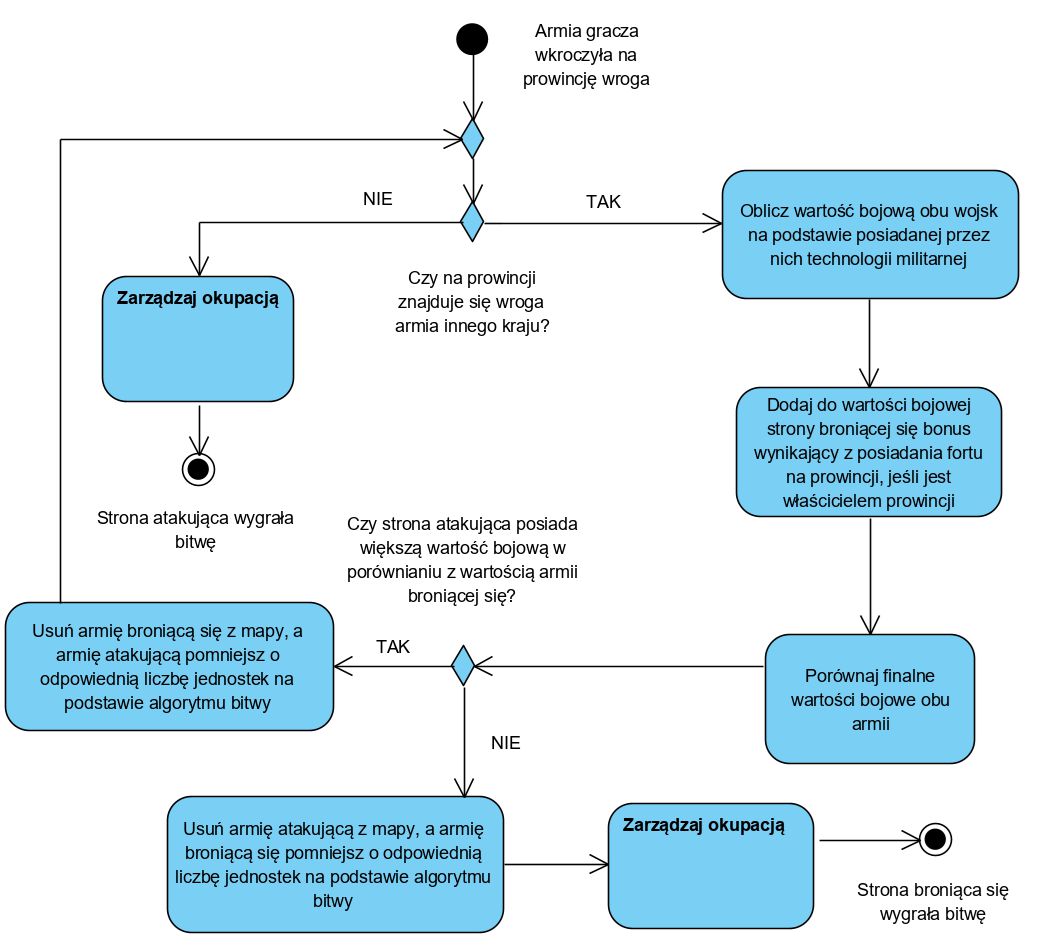 Armia gracza
wkroczyła na
prowincję wroga
NIE
TAK
Oblicz wartość bojową obu wojsk
na podstawie posiadanej przez
nich technologii militarnej
Czy na prowincji
znajduje się wroga
armia innego kraju?
Zarządzaj okupacją
Dodaj do wartości bojowej
strony broniącej się bonus
wynikający z posiadania fortu
na prowincji, jeśli jest
właścicielem prowincji
Strona atakująca wygrała
bitwę
Czy strona atakująca posiada
większą wartość bojową w
porównianu z wartością armii
broniącej się?
Usuń armię broniącą się z mapy, a
armię atakującą pomniejsz o
odpowiednią liczbę jednostek na
podstawie algorytmu bitwy
TAK
Porównaj finalne
wartości bojowe obu
armii
NIE
Usuń armię atakującą z mapy, a armię
broniącą się pomniejsz o odpowiednią
liczbę jednostek na podstawie algorytmu
bitwy
Zarządzaj okupacją
Strona broniąca się
wygrała bitwę